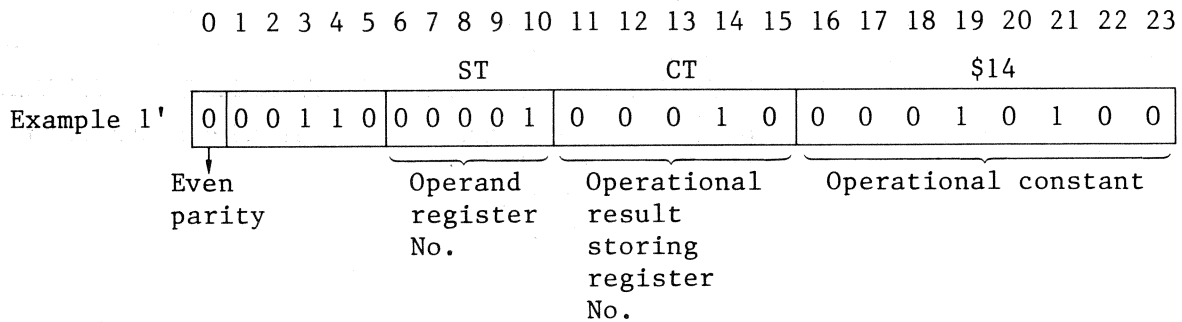 0 1 2 3 4 5 6 7 8 9 10 11 12 13 14 15 16 17 18 19 20 21 22 23
ST CT $14
Example 1' 0 0 0 1 1 0 0 0 0 0 1 0 0 0 1 0 0 0 0 1 0 1 0 0
Even parity
Operand register No.
Operational result storing register No.
Operational constant